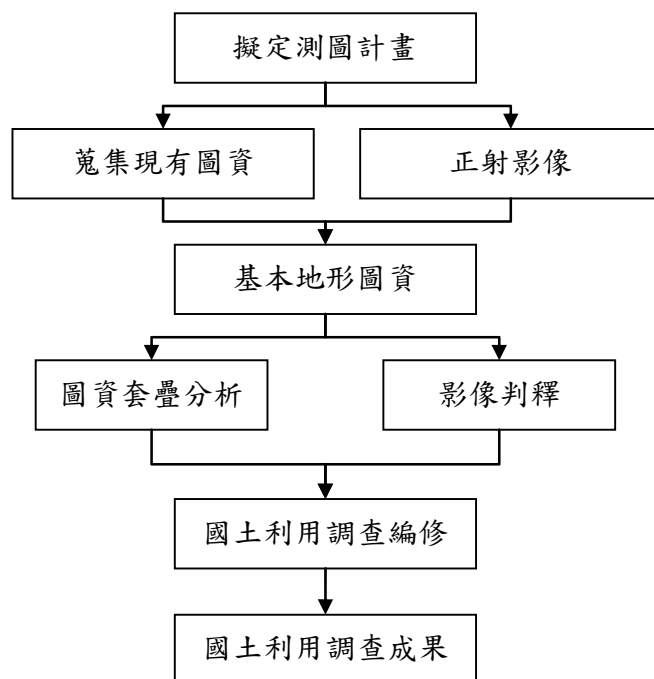 擬定測圖計畫
蒐集現有圖資
正射影像
基本地形圖資
圖資套疊分析
影像判釋
國土利用調查編修
國土利用調查成果